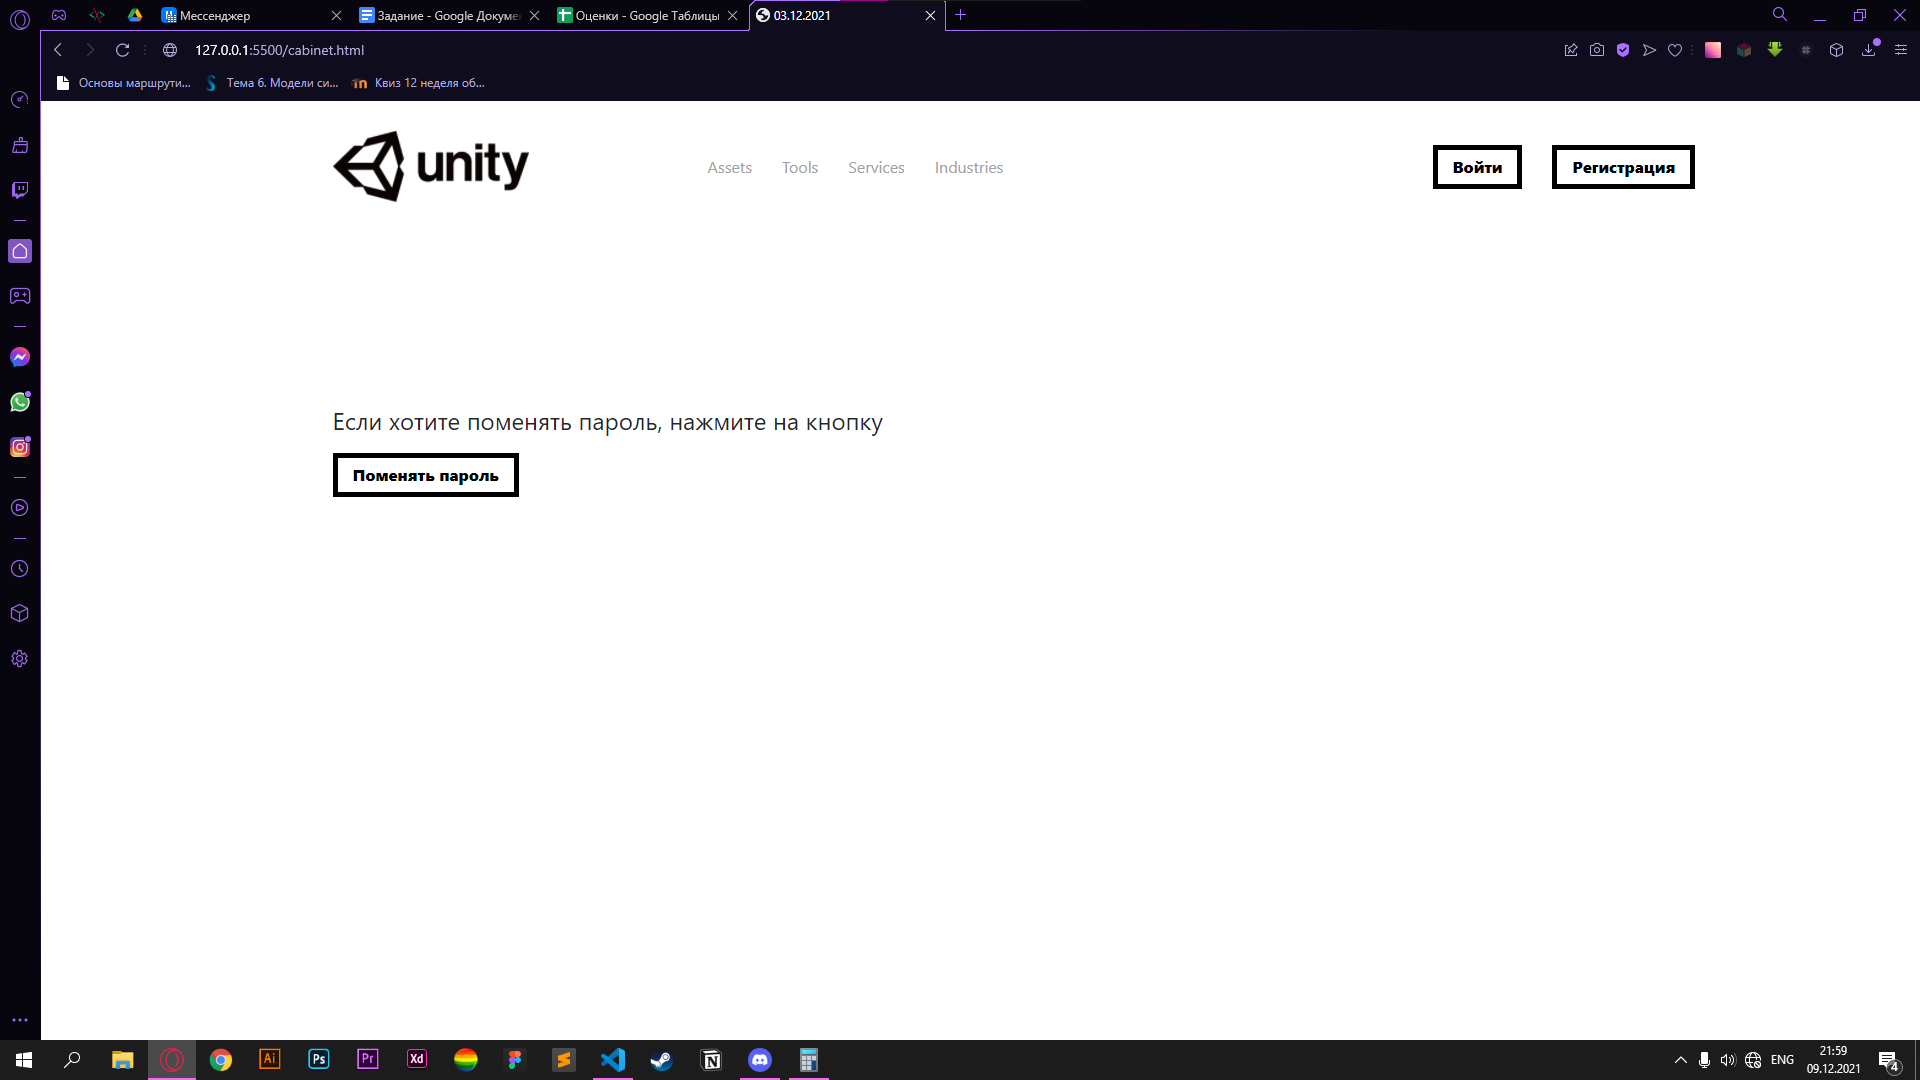 Мессенджер
Задание - Google Докуме
Оценки - Google Таблицы
03.12.2021
127.0.0.1:5500/cabinet.html
Основы маршрути...
Тема 6. Модели си...
Квиз 12 неделя об...
unity
Assets
Tools
Services
Industries
Войти
Регистрация
Если хотите поменять пароль, нажмите на кнопку
Поменять пароль
Ai
Ps
Pr
Xd
ENG
21:59
09.12.2021
4